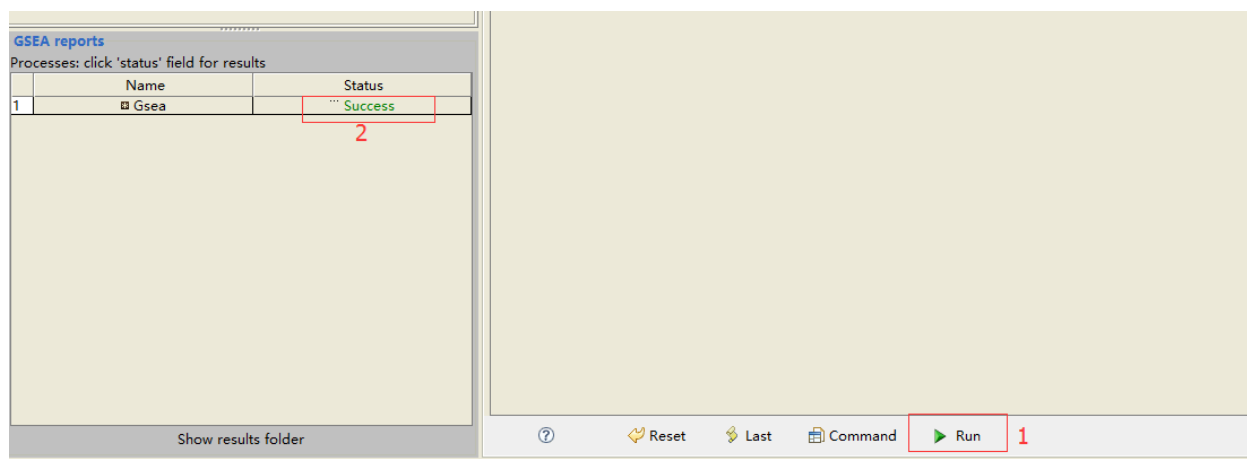 GSEA reports
Processes: click 'status' field for results
Name Status
1 Gsea ... Success
2
Show results folder
? Reset Last Command Run 1